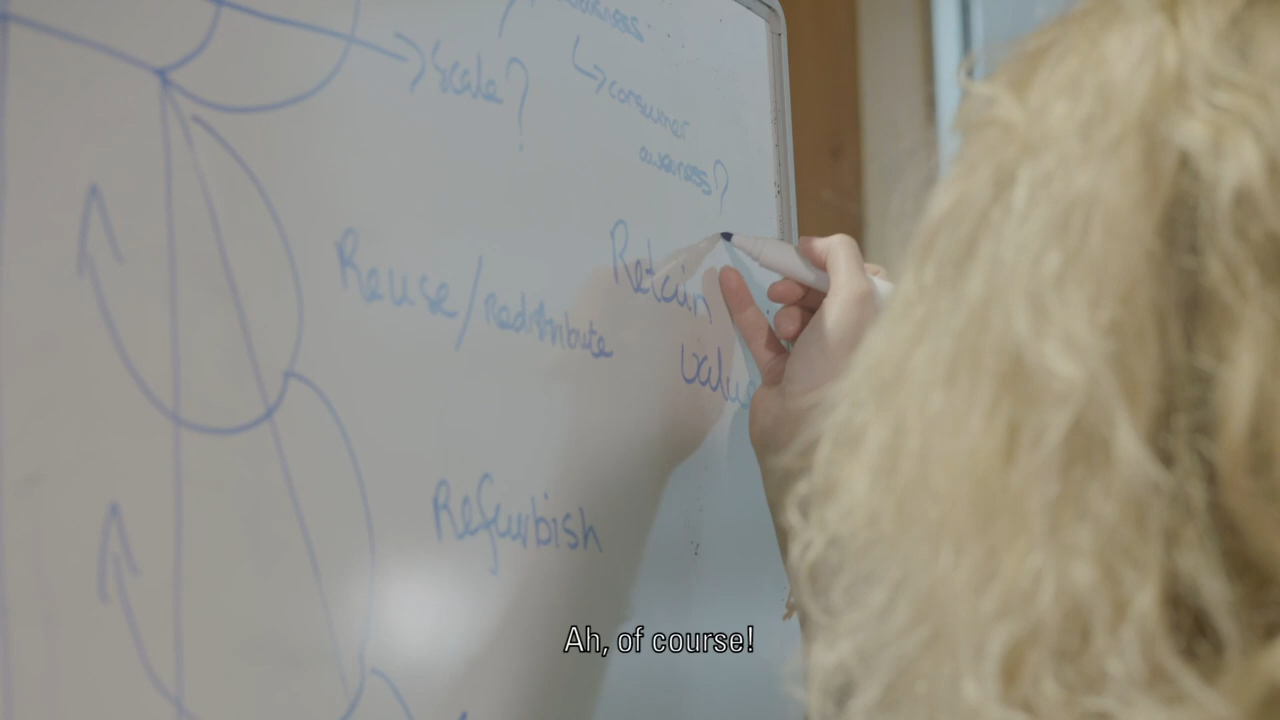 Scale?
consumer
awareness?
Retain
value
Reuse/redistribute
Refurbish
Ah, of course!